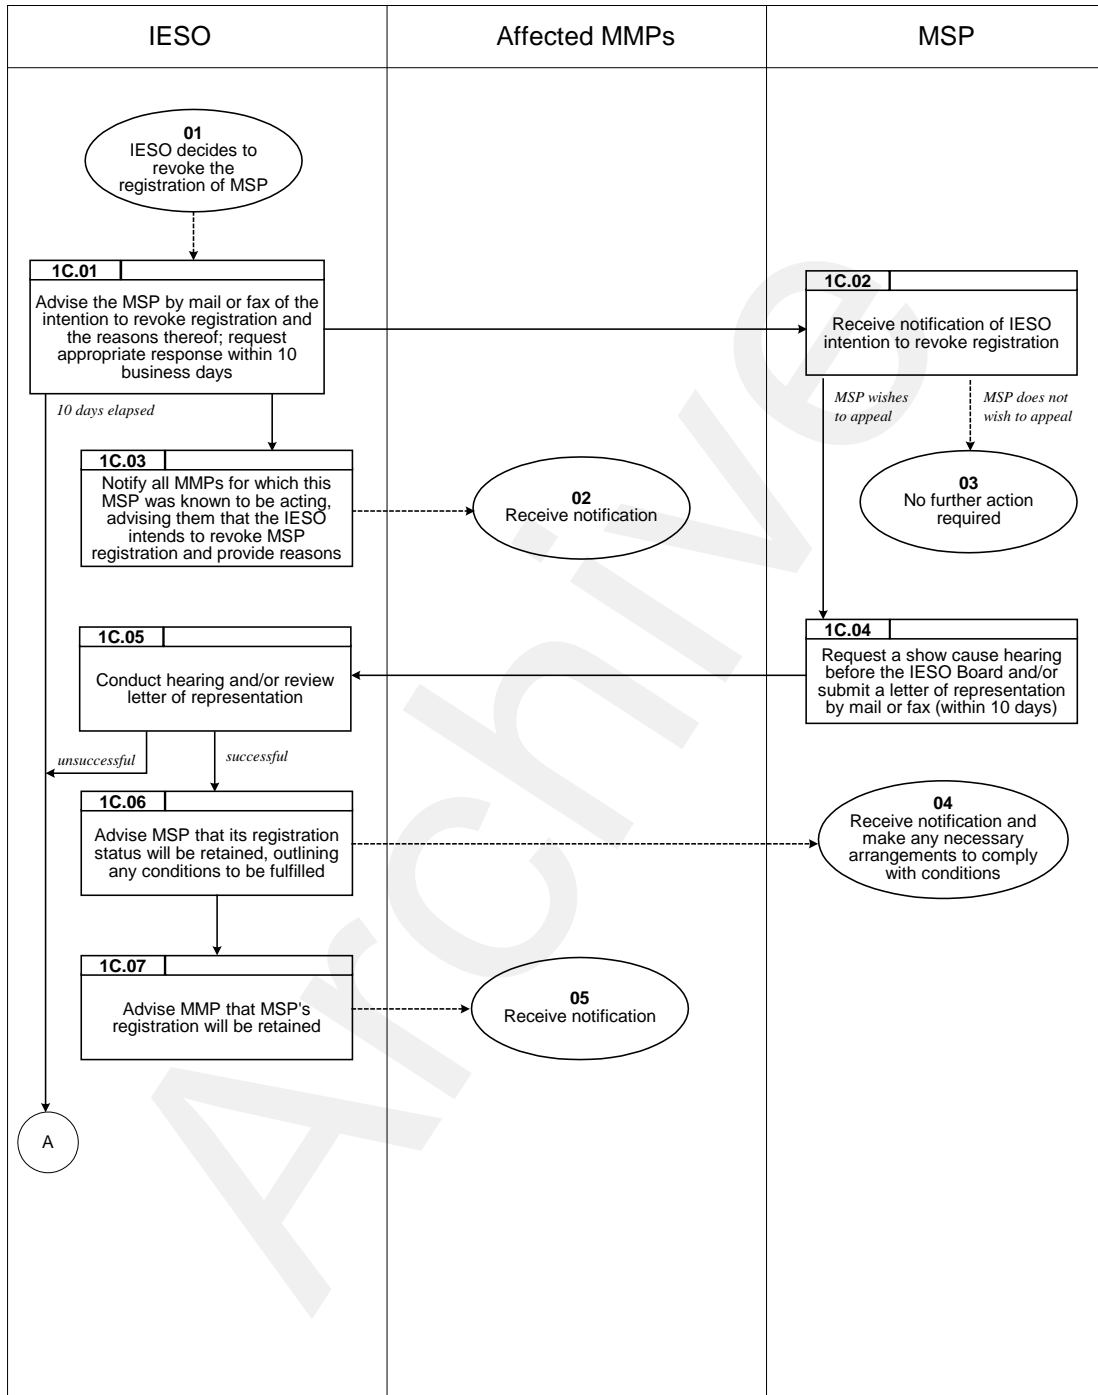 IESO
Affected MMPs
MSP
01
IESO decides to
revoke the
registration of MSP
1C.01
Advise the MSP by mail or fax of the
intention to revoke registration and
the reasons thereof; request
appropriate response within 10
business days
1C.02
Receive notification of IESO
intention to revoke registration
10 days elapsed
MSP wishes
to appeal
MSP does not
wish to appeal
1C.03
Notify all MMPs for which this
MSP was known to be acting,
advising them that the IESO
intends to revoke MSP
registration and provide reasons
02
Receive notification
03
No further action
required
1C.05
Conduct hearing and/or review
letter of representation
1C.04
Request a show cause hearing
before the IESO Board and/or
submit a letter of representation
by mail or fax (within 10 days)
unsuccessful
successful
1C.06
Advise MSP that its registration
status will be retained, outlining
any conditions to be fulfilled
04
Receive notification and
make any necessary
arrangements to comply
with conditions
1C.07
Advise MMP that MSP's
registration will be retained
05
Receive notification
A
Archive